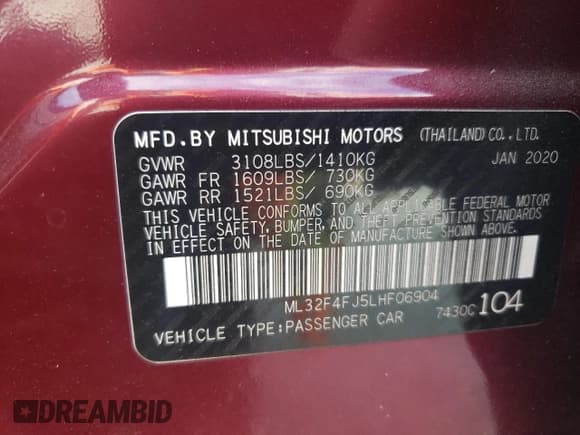 MFD. BY MITSUBISHI MOTORS (THAILAND) CO., LTD.
GVWR 3108LBS/1410KG JAN 2020
GAWR FR 1609LBS/ 730KG
GAWR RR 1521LBS/ 690KG
THIS VEHICLE CONFORMS TO ALL APPLICABLE FEDERAL MOTOR
VEHICLE SAFETY, BUMPER, AND THEFT PREVENTION STANDARDS
IN EFFECT ON THE DATE OF MANUFACTURE SHOWN ABOVE.
ML32F4FJ5LHF06904
VEHICLE TYPE:PASSENGER CAR 7430C 104
DREAMBID